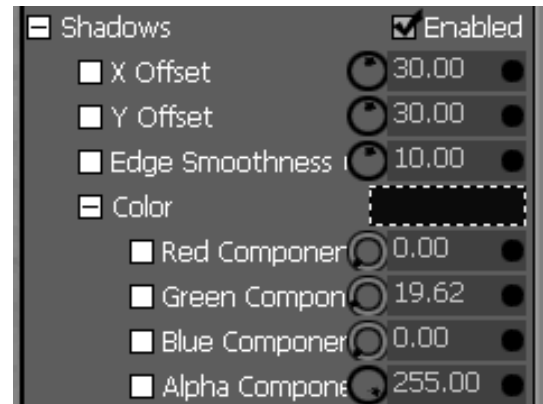 Shadows Enabled
X Offset 30.00
Y Offset 30.00
Edge Smoothness 10.00
Color
Red Componer 0.00
Green Compon 19.62
Blue Componer 0.00
Alpha Compone 255.00